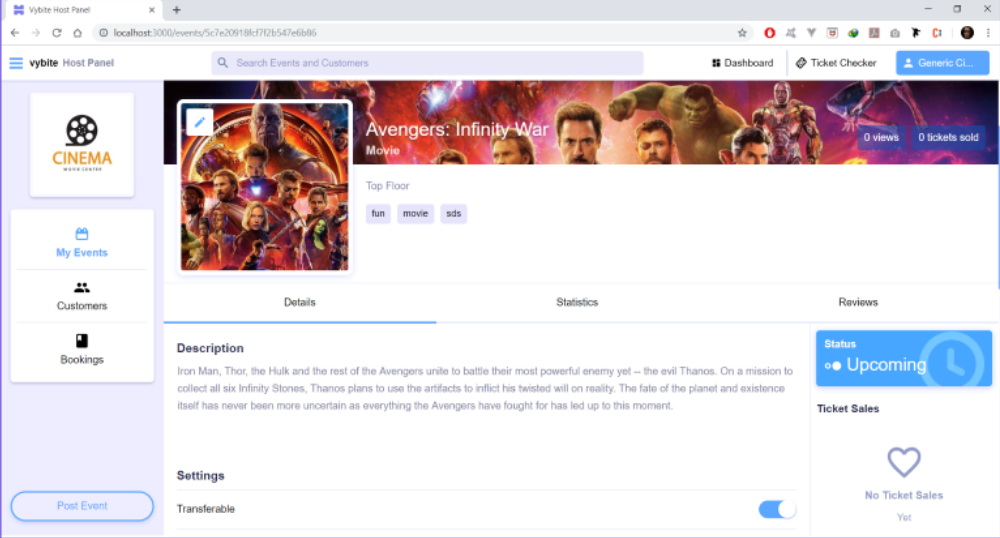 Vybite Host Panel
localhost:3000/events/5c7e20918fcf7f2b547e6b86
vybite Host Panel
Search Events and Customers
Dashboard
Ticket Checker
Generic Ci...
CINEMA
MOVIE CENTER
My Events
Customers
Bookings
Post Event
Avengers: Infinity War
Movie
0 views
0 tickets sold
Top Floor
fun movie sds
Details
Statistics
Reviews
Description
Iron Man, Thor, the Hulk and the rest of the Avengers unite to battle their most powerful enemy yet -- the evil Thanos. On a mission to
collect all six Infinity Stones, Thanos plans to use the artifacts to inflict his twisted will on reality. The fate of the planet and existence
itself has never been more uncertain as everything the Avengers have fought for has led up to this moment.
Settings
Transferable
Status
Upcoming
Ticket Sales
No Ticket Sales
Yet